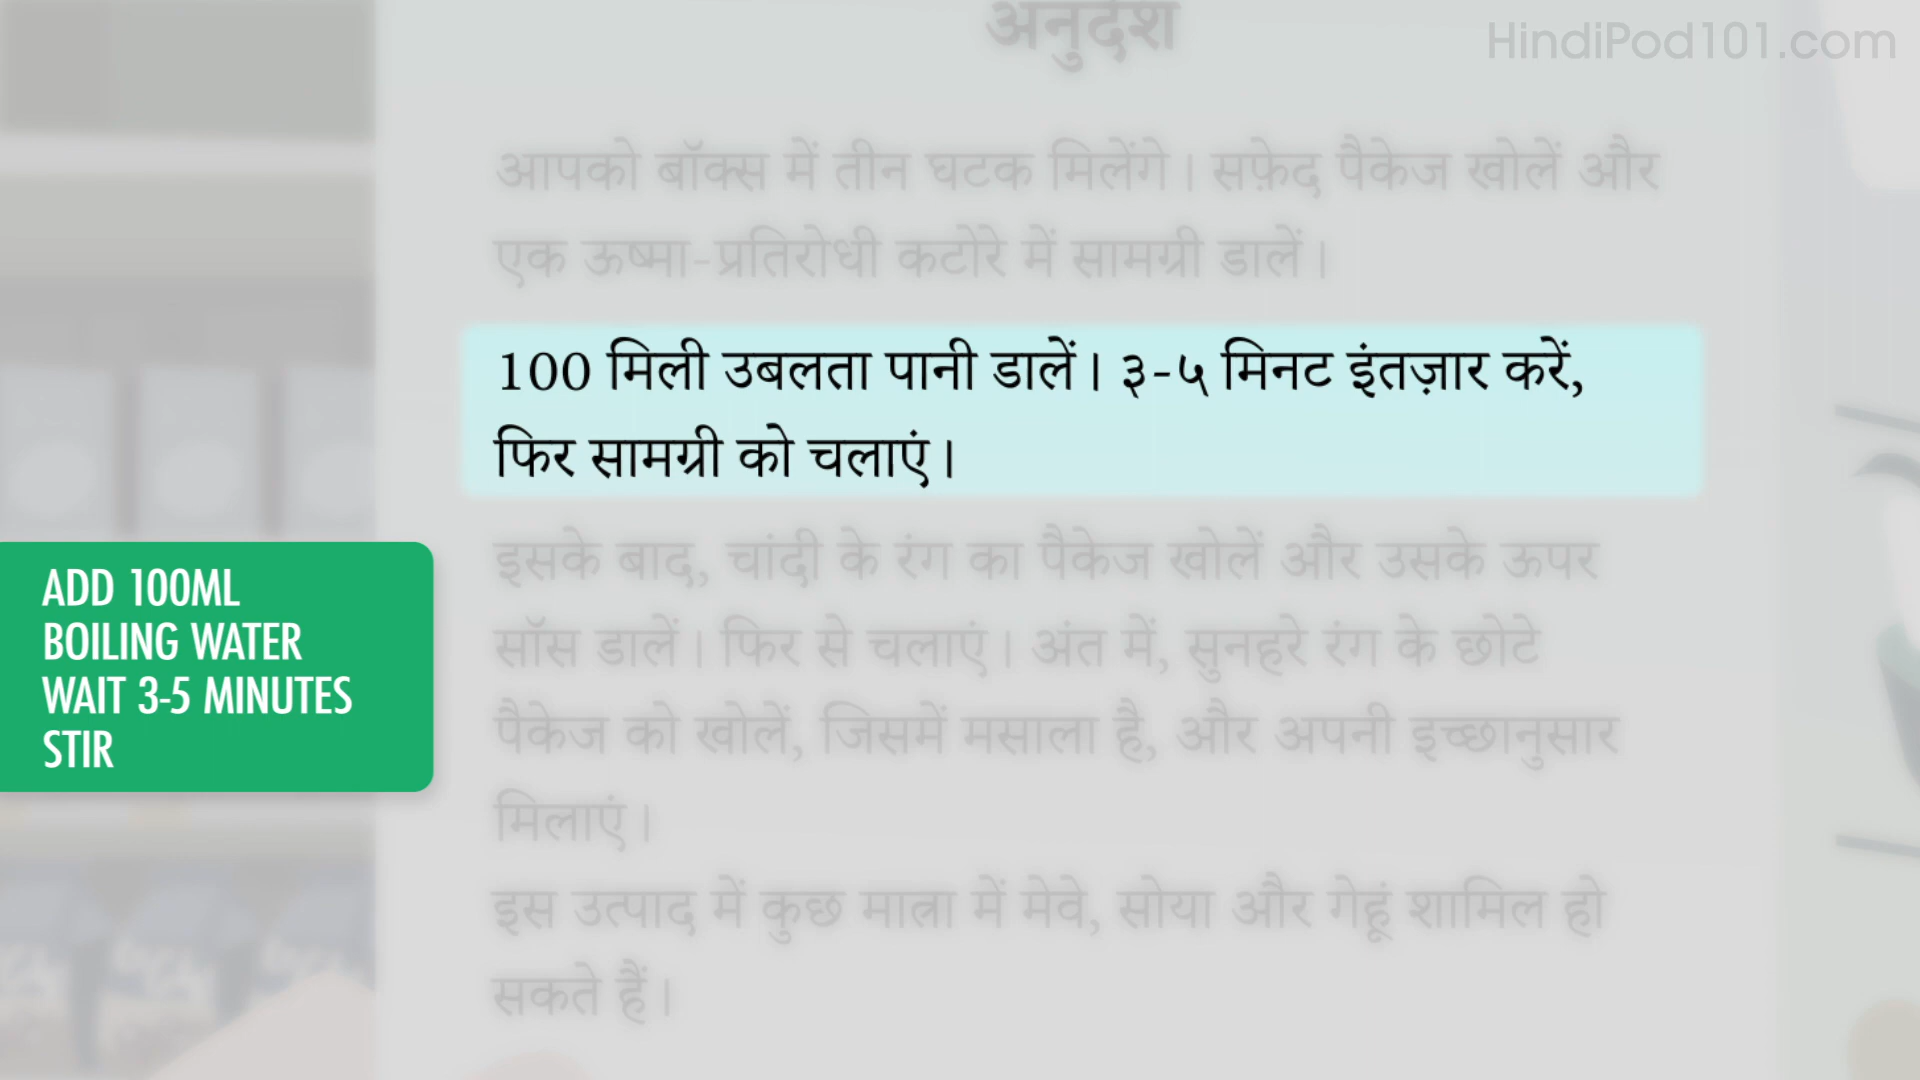 अनुदेश
HindiPod101.com
आपको बॉक्स में तीन घटक मिलेंगे। सफ़ेद पैकेज खोलें और
एक ऊष्मा-प्रतिरोधी कटोरे में सामग्री डालें।
100 मिली उबलता पानी डालें। ३-५ मिनट इंतज़ार करें,
फिर सामग्री को चलाएं।
इसके बाद, चांदी के रंग का पैकेज खोलें और उसके ऊपर
सॉस डालें। फिर से चलाएं। अंत में, सुनहरे रंग के छोटे
पैकेज को खोलें, जिसमें मसाला है, और अपनी इच्छानुसार
मिलाएं।
इस उत्पाद में कुछ मात्रा में मेवे, सोया और गेहूं शामिल हो
सकते हैं।
ADD 100ML
BOILING WATER
WAIT 3-5 MINUTES
STIR